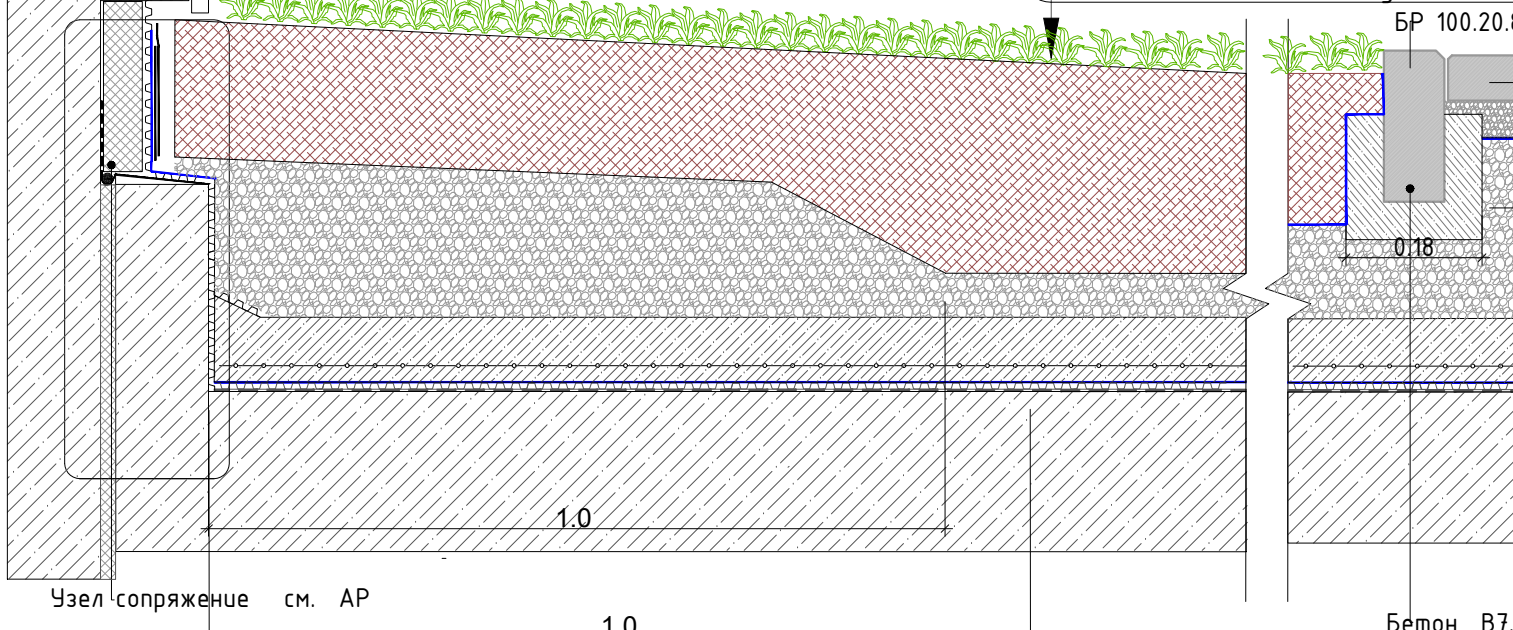 БР 100.20.8
0.18
1.0
Узел сопряжение см. АР
1.0
Бетон В7.